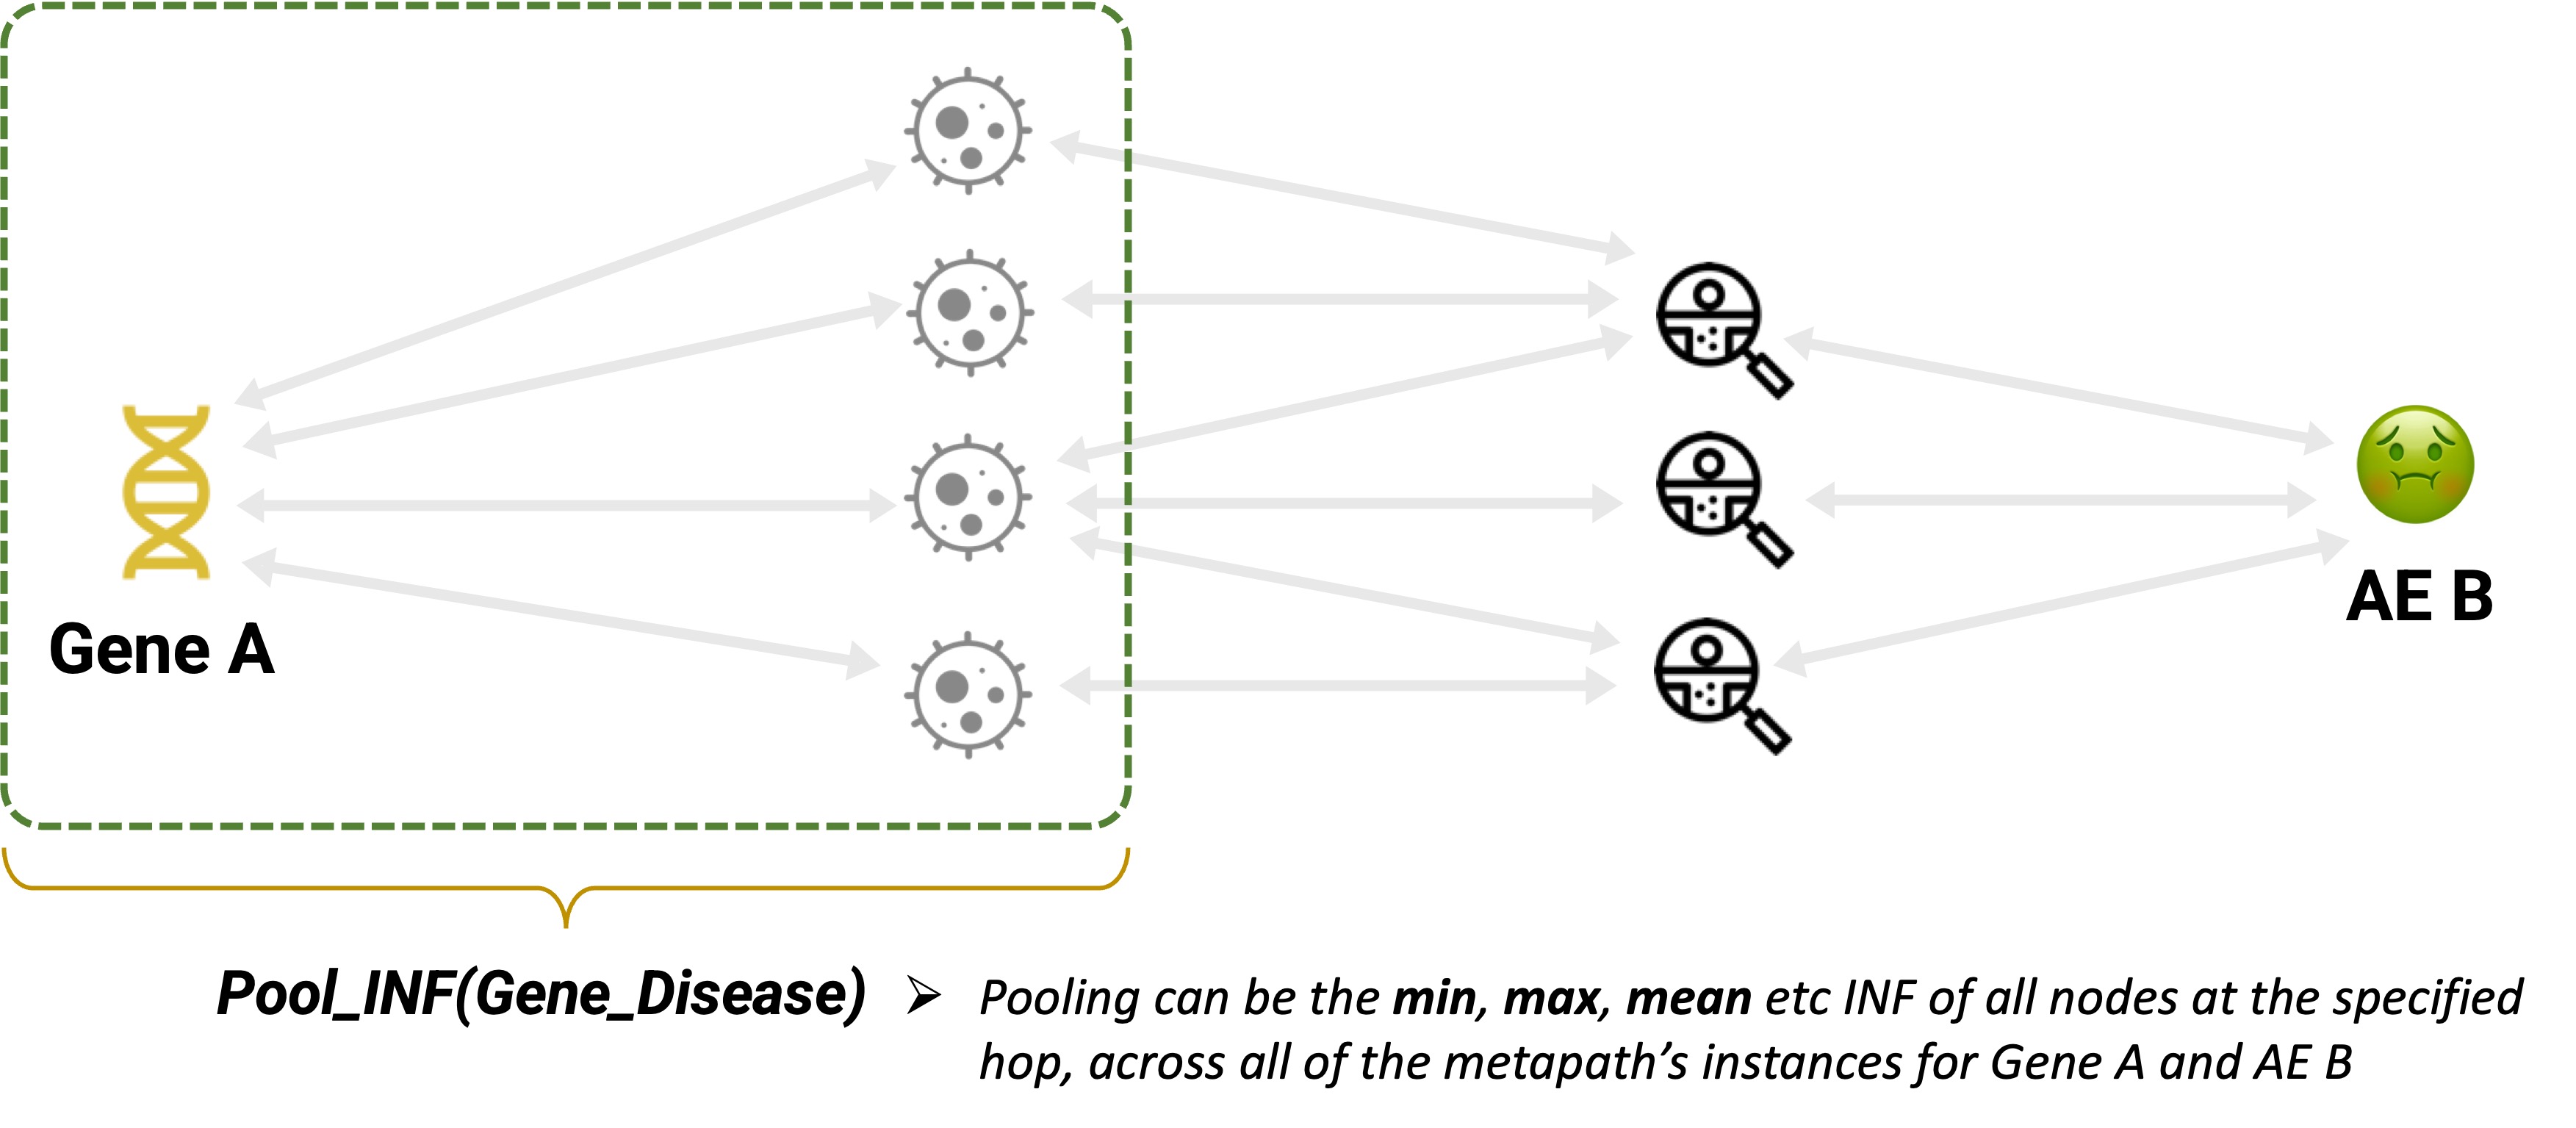 Gene A
AE B
Pool_INF(Gene_Disease)
➢ Pooling can be the min, max, mean etc INF of all nodes at the specified
hop, across all of the metapath’s instances for Gene A and AE B